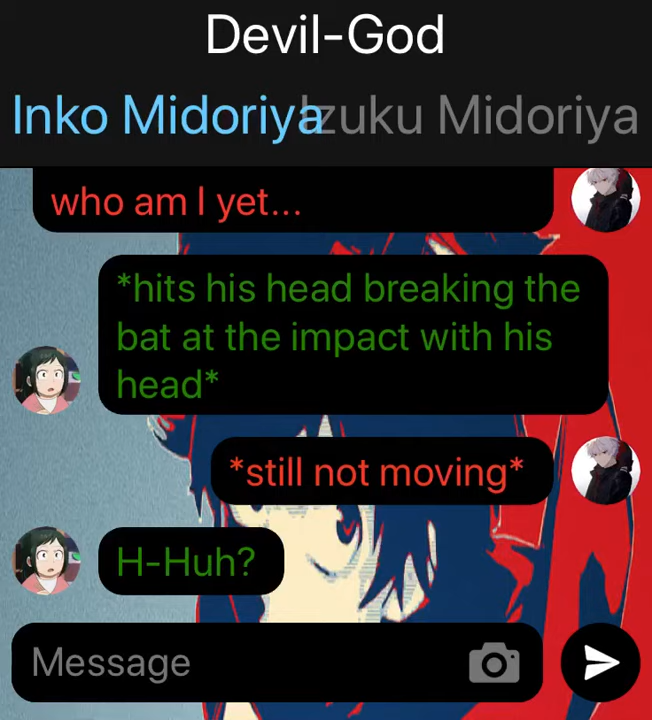 Devil-God
Inko Midoriya Izuku Midoriya
who am I yet...
*hits his head breaking the
bat at the impact with his
head*
*still not moving*
H-Huh?
Message